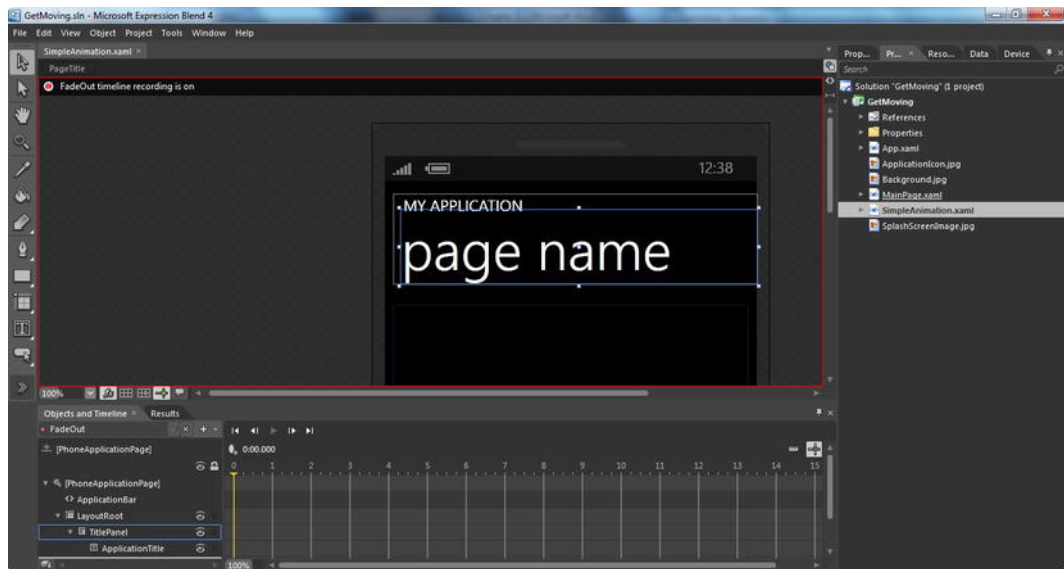 GetMoving.sln - Microsoft Expression Blend 4
File Edit View Object Project Tools Window Help
SimpleAnimation.xaml ×
PageTitle
FadeOut timeline recording is on
12:38
MY APPLICATION
page name
100%
Prop... Pr... × Reso... Data Device
Search
Solution "GetMoving" (1 project)
GetMoving
References
Properties
App.xaml
ApplicationIcon.jpg
Background.jpg
MainPage.xaml
SimpleAnimation.xaml
SplashScreenImage.jpg
Objects and Timeline × Results
FadeOut
[PhoneApplicationPage] 0:00.000
0 1 2 3 4 5 6 7 8 9 10 11 12 13 14 15
[PhoneApplicationPage]
ApplicationBar
LayoutRoot
TitlePanel
ApplicationTitle
100%